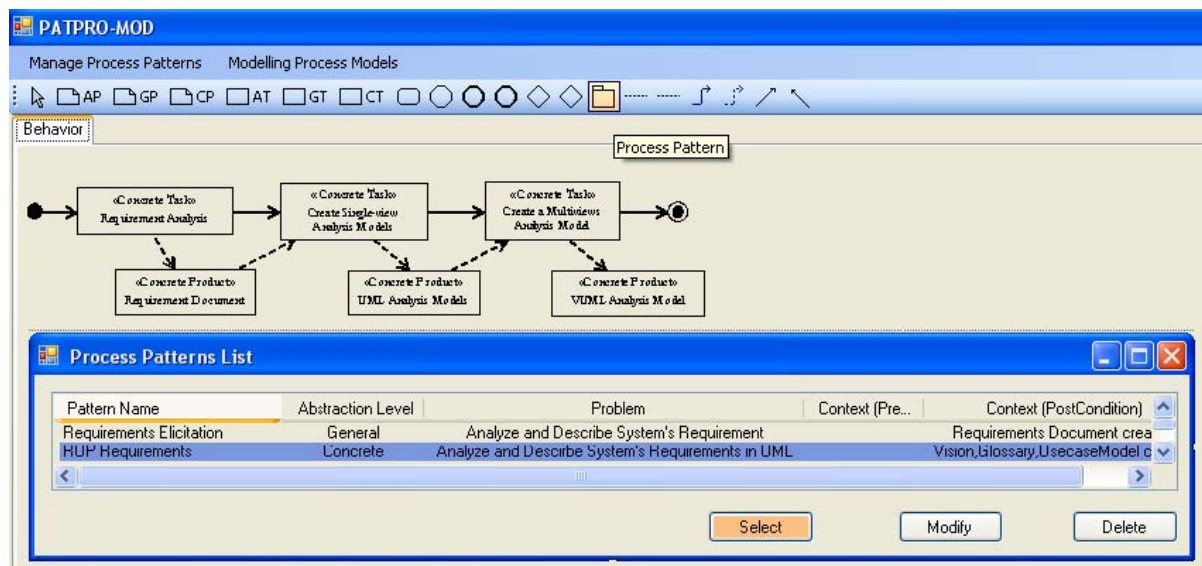 PATPRO-MOD
Manage Process Patterns Modelling Process Models
AP GP CP AT GT CT
Behavior
Process Pattern
«Concrete Task»
Requirement Analysis
«Concrete Task»
Create Single-view
Analysis Models
«Concrete Task»
Create a Multiviews
Analysis Model
«Concrete Product»
Requirement Document
«Concrete Product»
UML Analysis Models
«Concrete Product»
VUML Analysis Model
Process Patterns List
Pattern Name Abstraction Level Problem Context (Pre... Context (PostCondition)
Requirements Elicitation General Analyze and Describe System's Requirement Requirements Document crea
RUP Requirements Concrete Analyze and Descirbe System's Requirements in UML Vision,Glossary,UsecaseModel c
Select Modify Delete